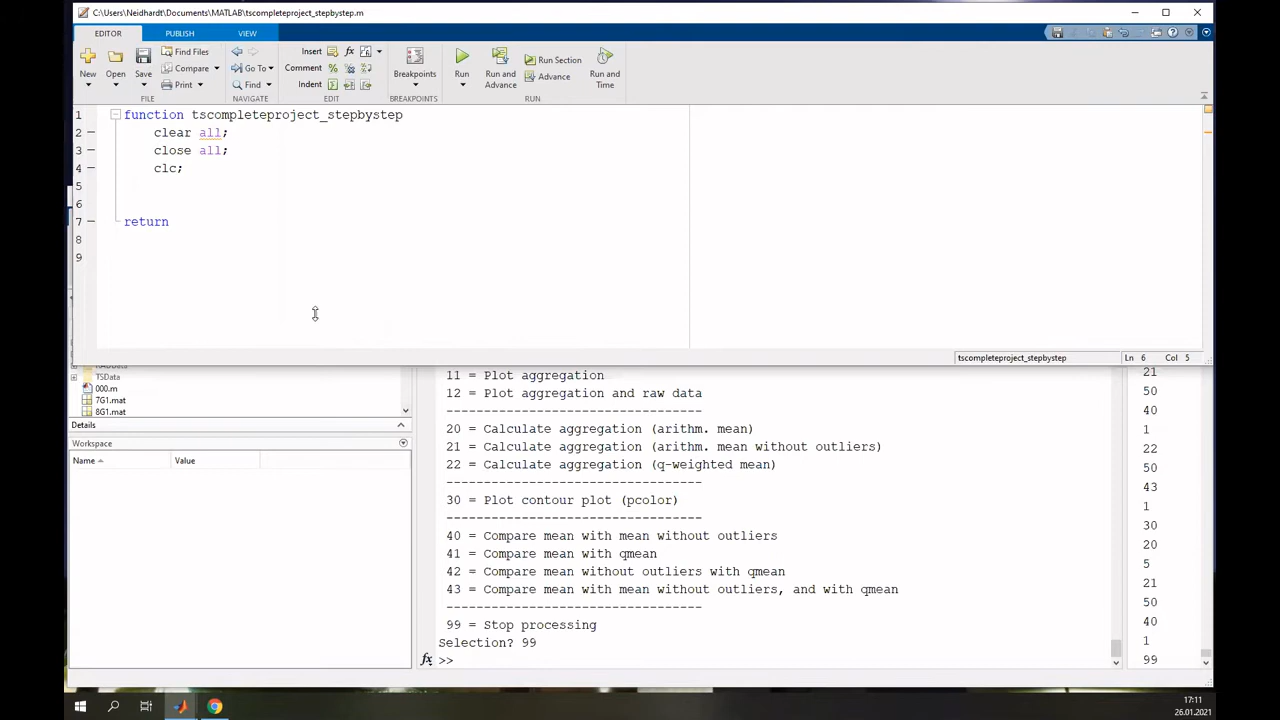 C:\Users\Neidhardt\Documents\MATLAB\tscompleteproject_stepbystep.m
EDITOR PUBLISH VIEW
New Open Save Find Files Compare Print Go To Find Insert Comment Indent Breakpoints Run Run and Advance Run Section Advance Run and Time
FILE NAVIGATE EDIT BREAKPOINTS RUN
1 function tscompleteproject_stepbystep
2 clear all;
3 close all;
4 clc;
5
6
7 return
8
9
tscompleteproject_stepbystep Ln 6 Col 5
TSData
000.m
7G1.mat
8G1.mat
Details
Workspace
Name Value
11 = Plot aggregation
12 = Plot aggregation and raw data
----------------------------------
20 = Calculate aggregation (arithm. mean)
21 = Calculate aggregation (arithm. mean without outliers)
22 = Calculate aggregation (q-weighted mean)
----------------------------------
30 = Plot contour plot (pcolor)
----------------------------------
40 = Compare mean with mean without outliers
41 = Compare mean with qmean
42 = Compare mean without outliers with qmean
43 = Compare mean with mean without outliers, and with qmean
----------------------------------
99 = Stop processing
Selection? 99
fx >>
21
50
40
1
22
50
43
1
30
20
5
21
50
40
1
99
17:11
26.01.2021